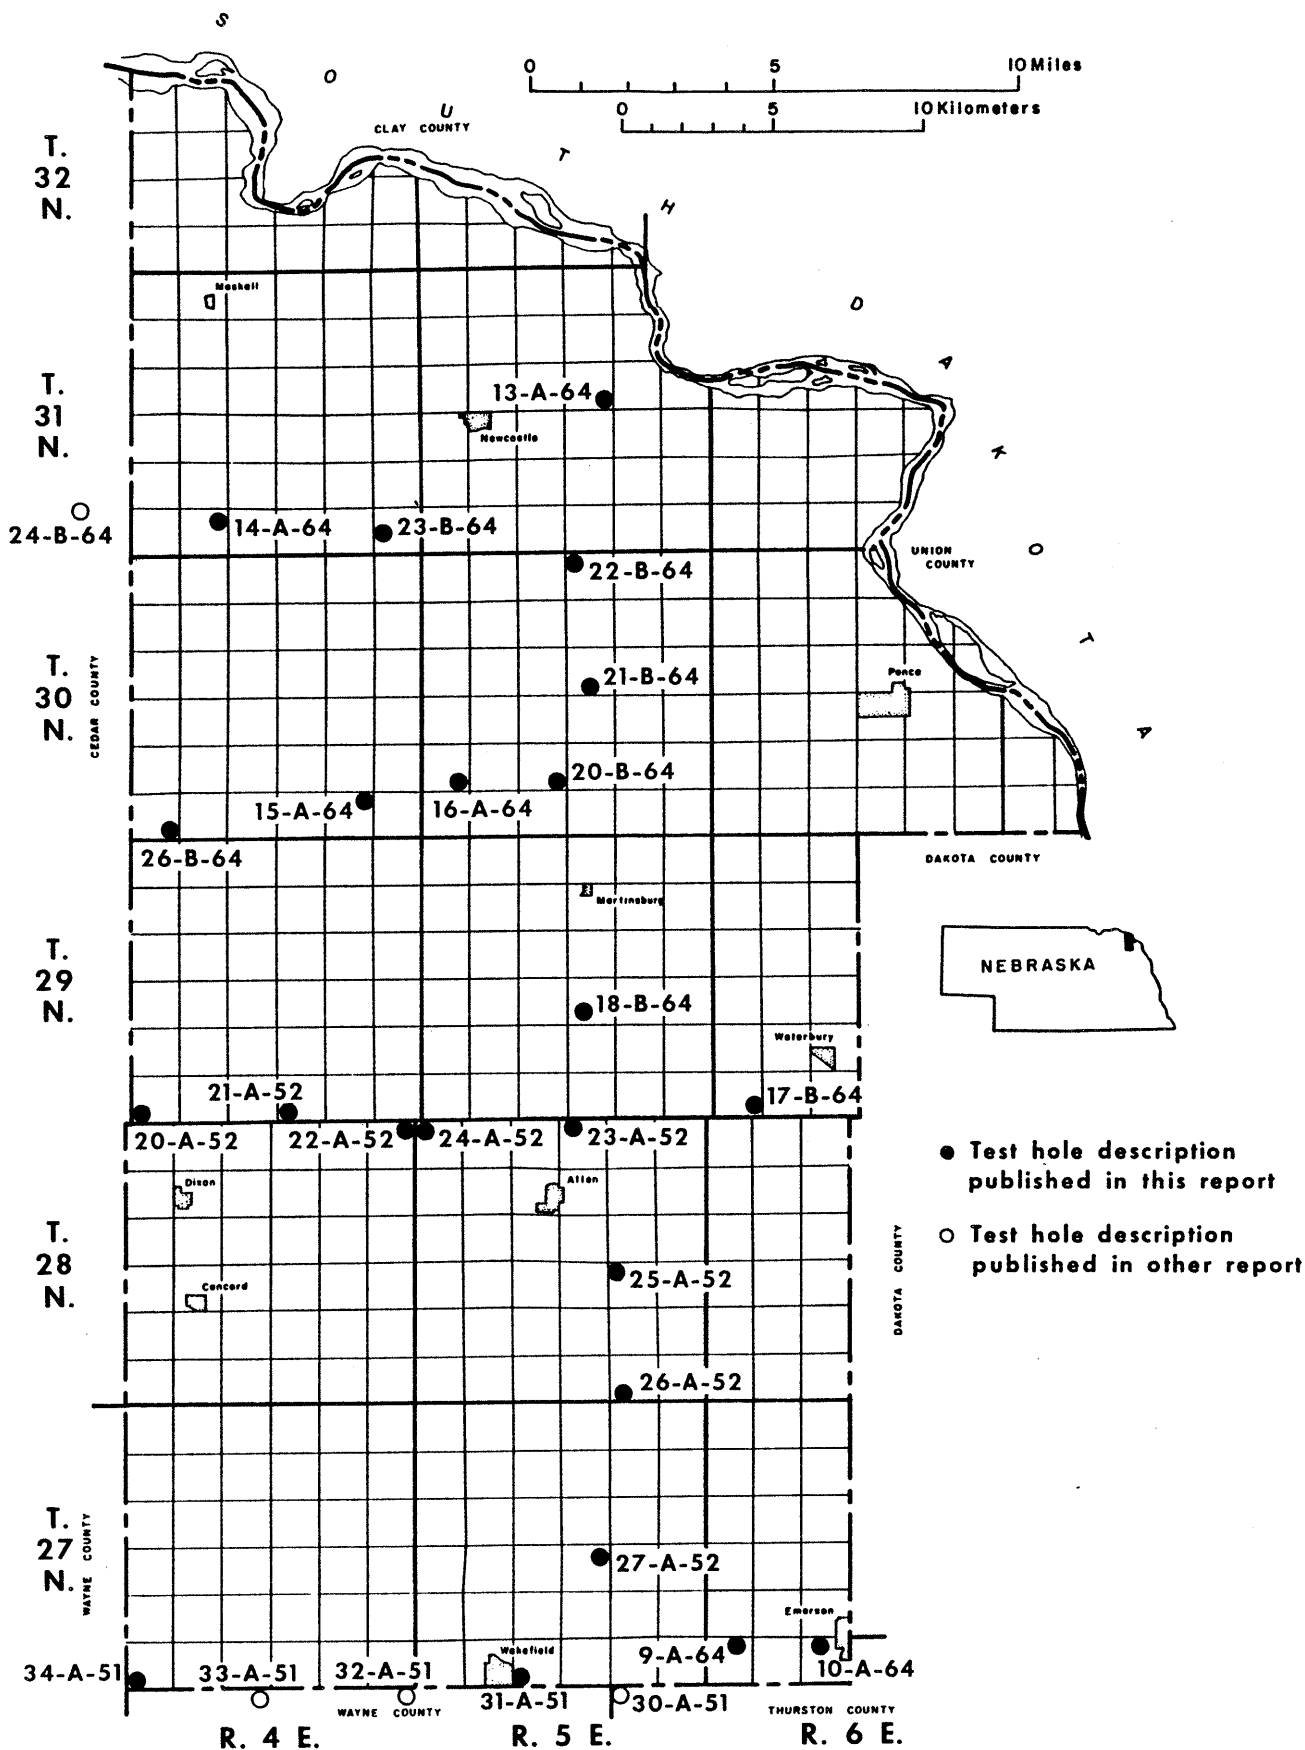 S
O
U
T
H
D
A
K
O
T
A
0 5 10 Miles
0 5 10 Kilometers
CLAY COUNTY
T.
32
N.
Maskell
T.
31
N.
13-A-64
Newcastle
24-B-64
14-A-64
23-B-64
22-B-64
UNION
COUNTY
T.
30
N.
CEDAR COUNTY
21-B-64
Ponca
20-B-64
15-A-64
16-A-64
26-B-64
DAKOTA COUNTY
Martinsburg
T.
29
N.
NEBRASKA
18-B-64
Waterbury
21-A-52
17-B-64
20-A-52
22-A-52
24-A-52
23-A-52
Test hole description
published in this report
Test hole description
published in other report
Dixon
Allen
T.
28
N.
25-A-52
Concord
DAKOTA COUNTY
26-A-52
T.
27
N.
WAYNE COUNTY
27-A-52
Emerson
9-A-64
10-A-64
Wakefield
34-A-51
33-A-51
32-A-51
31-A-51
30-A-51
WAYNE COUNTY
THURSTON COUNTY
R. 4 E.
R. 5 E.
R. 6 E.